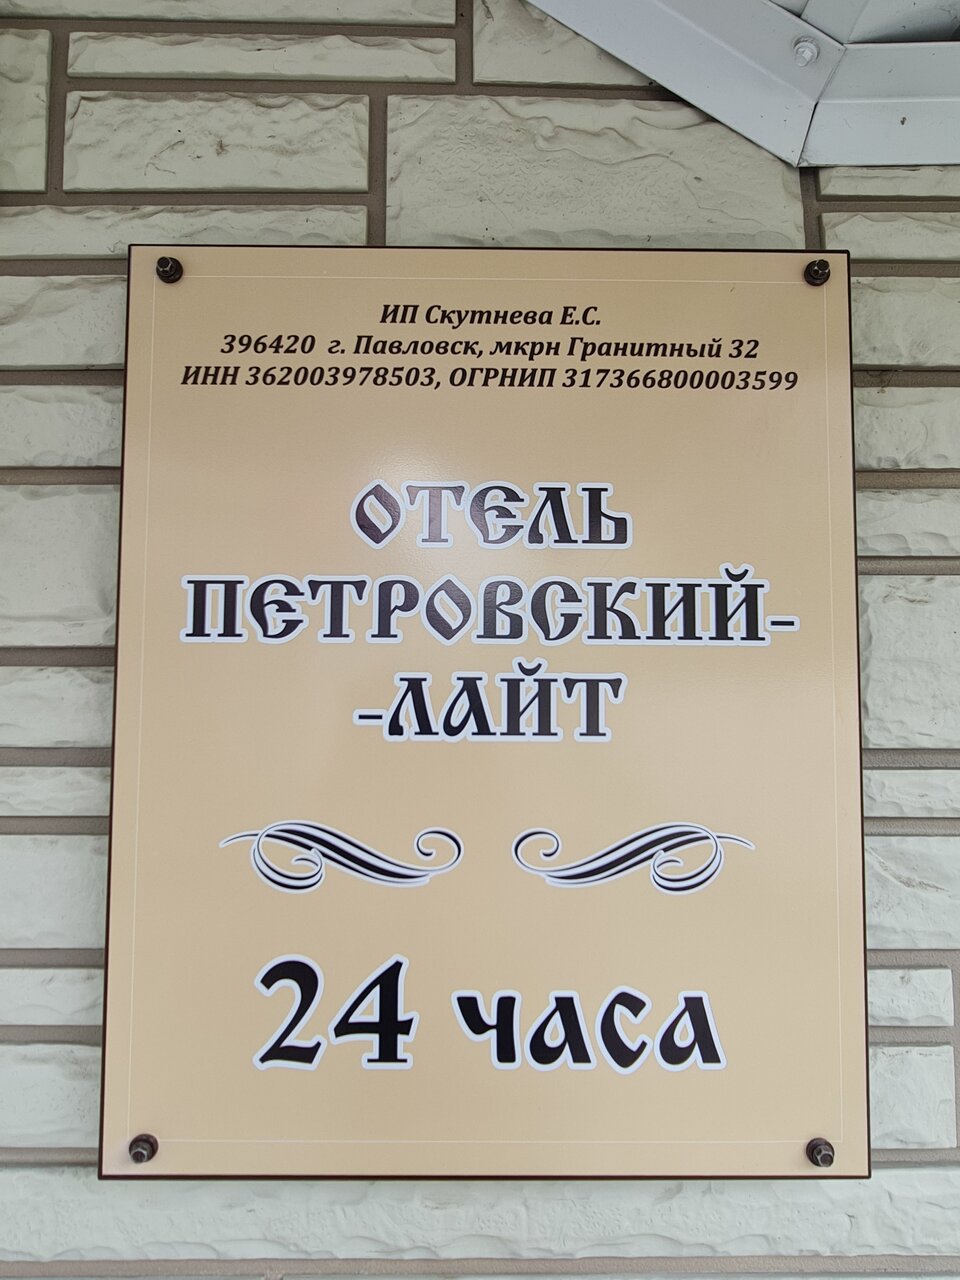 ИП Скутнева Е.С.
396420 г. Павловск, мкрн Гранитный 32
ИНН 362003978503, ОГРНИП 317366800003599
ОТЕЛЬ
ПЕТРОВСКИЙ-
-ЛАЙТ
24 часа